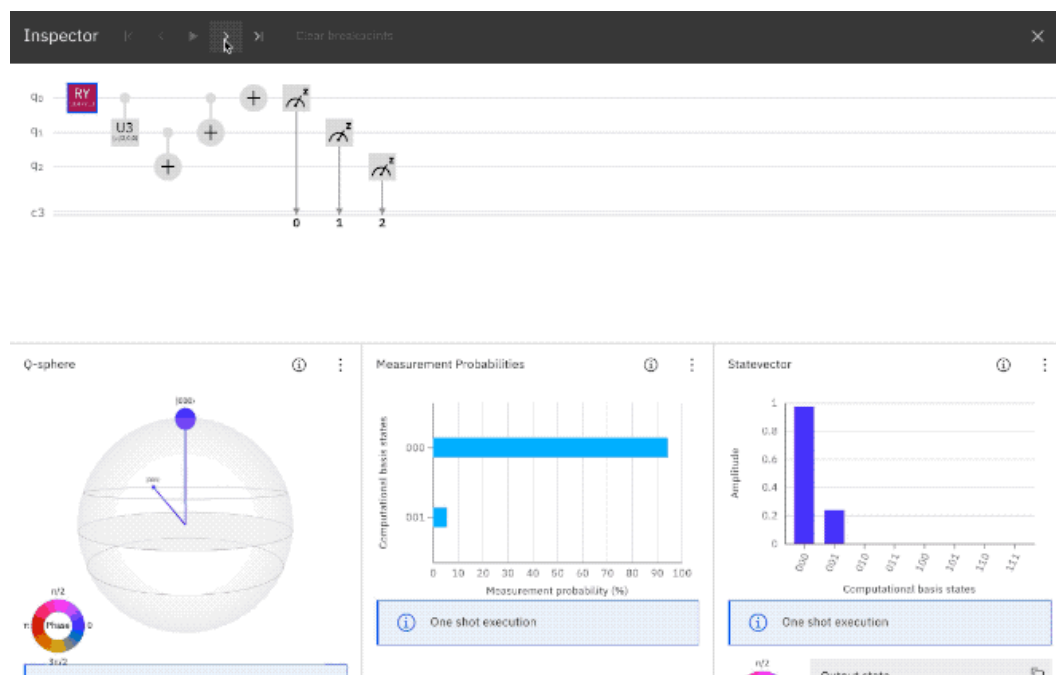 Inspector
Clear breakpoints
q0
RY
q1
U3
z
z
q2
z
c3
0 1 2
Q-sphere
Measurement Probabilities
Statevector
|000⟩
π/2
π
Phase
0
3π/2
Computational basis states
000
001
0 10 20 30 40 50 60 70 80 90 100
Measurement probability (%)
One shot execution
Amplitude
1
0.8
0.6
0.4
0.2
0
000 001 010 011 100 101 110 111
Computational basis states
One shot execution
π/2
Output state